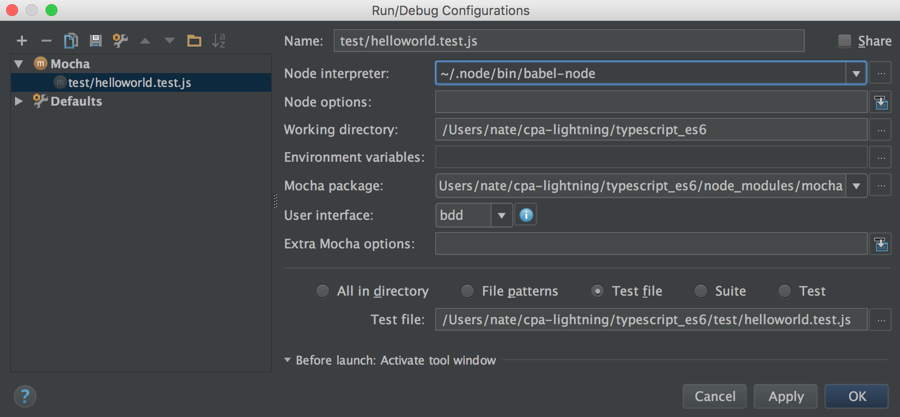 Run/Debug Configurations
Name: test/helloworld.test.js Share
Mocha
test/helloworld.test.js
Defaults
Node interpreter: ~/.node/bin/babel-node
Node options:
Working directory: /Users/nate/cpa-lightning/typescript_es6
Environment variables:
Mocha package: Users/nate/cpa-lightning/typescript_es6/node_modules/mocha
User interface: bdd
Extra Mocha options:
All in directory File patterns Test file Suite Test
Test file: /Users/nate/cpa-lightning/typescript_es6/test/helloworld.test.js
Before launch: Activate tool window
? Cancel Apply OK